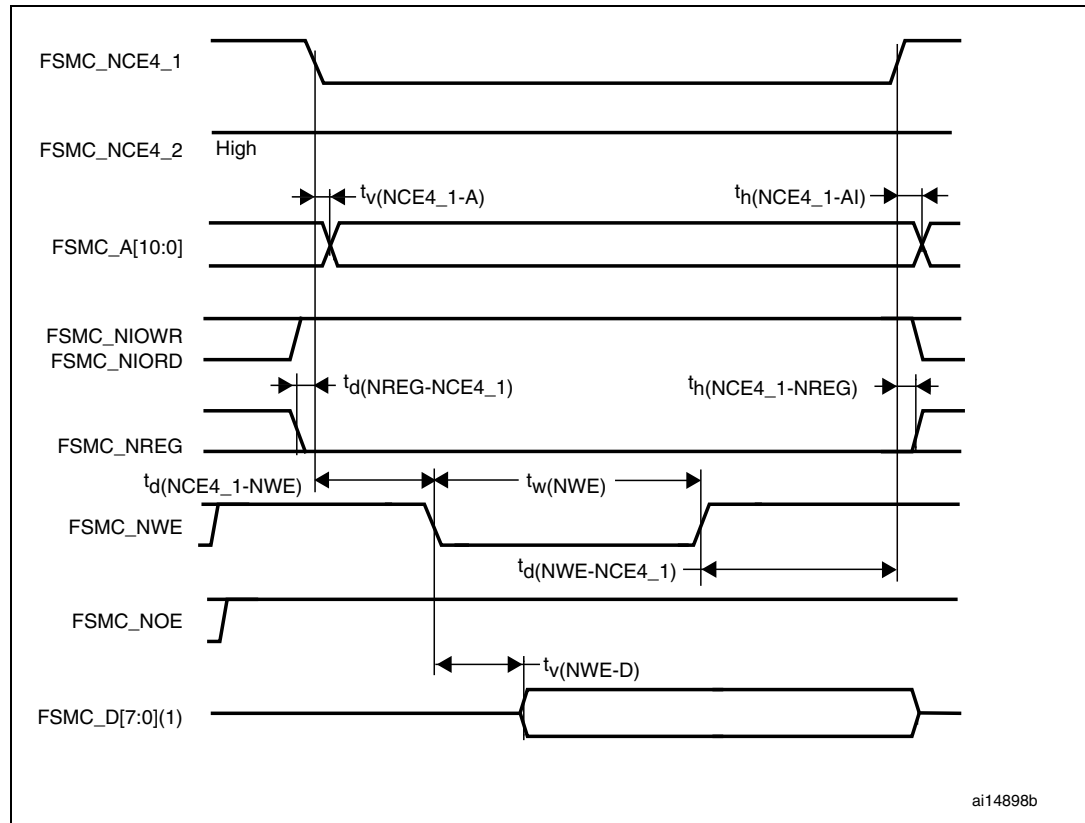 FSMC_NCE4_1
FSMC_NCE4_2
High
tv(NCE4_1-A)
th(NCE4_1-AI)
FSMC_A[10:0]
FSMC_NIOWR
FSMC_NIORD
td(NREG-NCE4_1)
th(NCE4_1-NREG)
FSMC_NREG
td(NCE4_1-NWE)
tw(NWE)
FSMC_NWE
td(NWE-NCE4_1)
FSMC_NOE
tv(NWE-D)
FSMC_D[7:0](1)
ai14898b